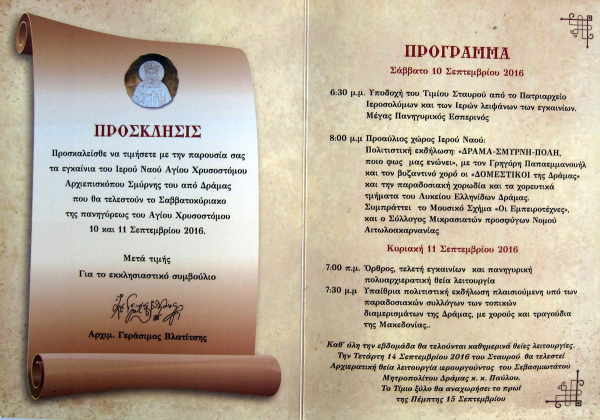 ΠΡΟΣΚΛΗΣΙΣ
Προσκαλείσθε να τιμήσετε με την παρουσία σας
τα εγκαίνια του Ιερού Ναού Αγίου Χρυσοστόμου
Αρχιεπισκόπου Σμύρνης του από Δράμας
που θα τελεστούν το Σαββατοκύριακο
της πανηγύρεως του Αγίου Χρυσοστόμου
10 και 11 Σεπτεμβρίου 2016.
Μετά τιμής
Για το εκκλησιαστικό συμβούλιο
Αρχιμ. Γεράσιμος Βλατίτσης
ΠΡΟΓΡΑΜΜΑ
Σάββατο 10 Σεπτεμβρίου 2016
6:30 μ.μ. Υποδοχή του Τιμίου Σταυρού από το Πατριαρχείο
Ιεροσολύμων και των Ιερών λειψάνων των εγκαινίων.
Μέγας Πανηγυρικός Εσπερινός
8:00 μ.μ. Προαύλιος χώρος Ιερού Ναού:
Πολιτιστική εκδήλωση: «ΔΡΑΜΑ-ΣΜΥΡΝΗ-ΠΟΛΗ,
ποιο φως μας ενώνει», με τον Γρηγόρη Παπαεμμανουήλ
και τον βυζαντινό χορό οι «ΔΟΜΕΣΤΙΚΟΙ της Δράμας»
και την παραδοσιακή χορωδία και τα χορευτικά
τμήματα του Λυκείου Ελληνίδων Δράμας.
Συμπράττει το Μουσικό Σχήμα «Οι Εμπειροτέχνες»,
και ο Σύλλογος Μικρασιατών προσφύγων Νομού
Αιτωλοακαρνανίας
Κυριακή 11 Σεπτεμβρίου 2016
7:00 π.μ. Όρθρος, τελετή εγκαινίων και πανηγυρική
πολυαρχιερατική θεία λειτουργία
7:30 μ.μ Υπαίθρια πολιτιστική εκδήλωση πλαισιούμενη υπό των
παραδοσιακών συλλόγων των τοπικών
διαμερισμάτων της Δράμας, με χορούς και τραγούδια
της Μακεδονίας..
Καθ' όλη την εβδομάδα θα τελούνται καθημερινά θείες λειτουργίες.
Την Τετάρτη 14 Σεπτεμβρίου 2016 του Σταυρού θα τελεστεί
Αρχιερατική θεία λειτουργία ιερουργούντος του Σεβασμιωτάτου
Μητροπολίτου Δράμας κ. κ. Παύλου.
Το Τίμιο ξύλο θα αναχωρήσει το πρωί
της Πέμπτης 15 Σεπτεμβρίου